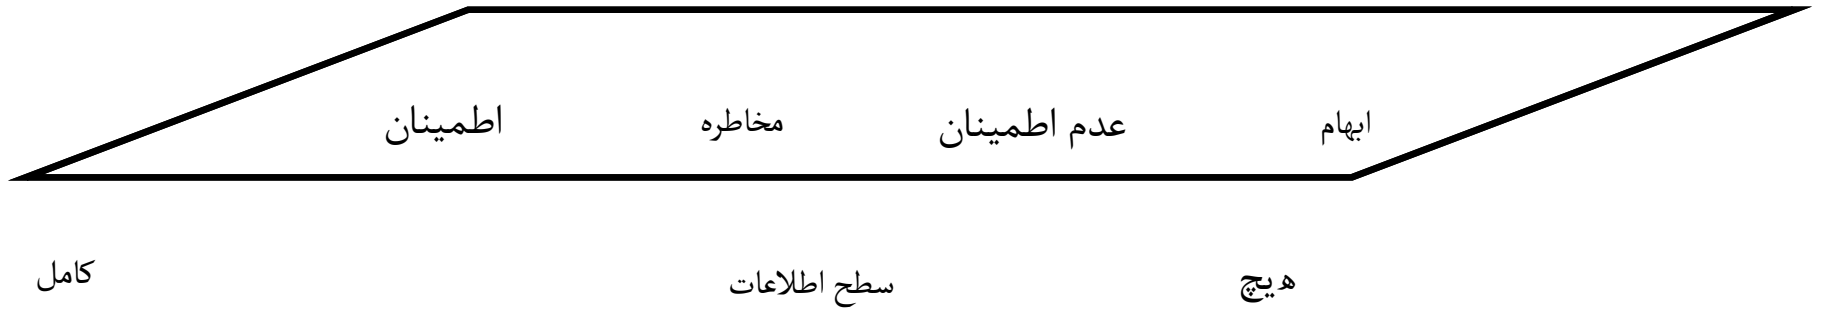 ابهام عدم اطمینان مخاطره اطمینان
هیچ سطح اطلاعات کامل